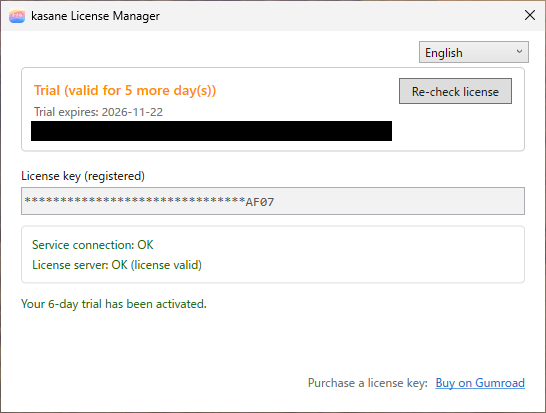 kasane License Manager
English
Trial (valid for 5 more day(s))
Re-check license
Trial expires: 2026-11-22
License key (registered)
*******************************AF07
Service connection: OK
License server: OK (license valid)
Your 6-day trial has been activated.
Purchase a license key: Buy on Gumroad